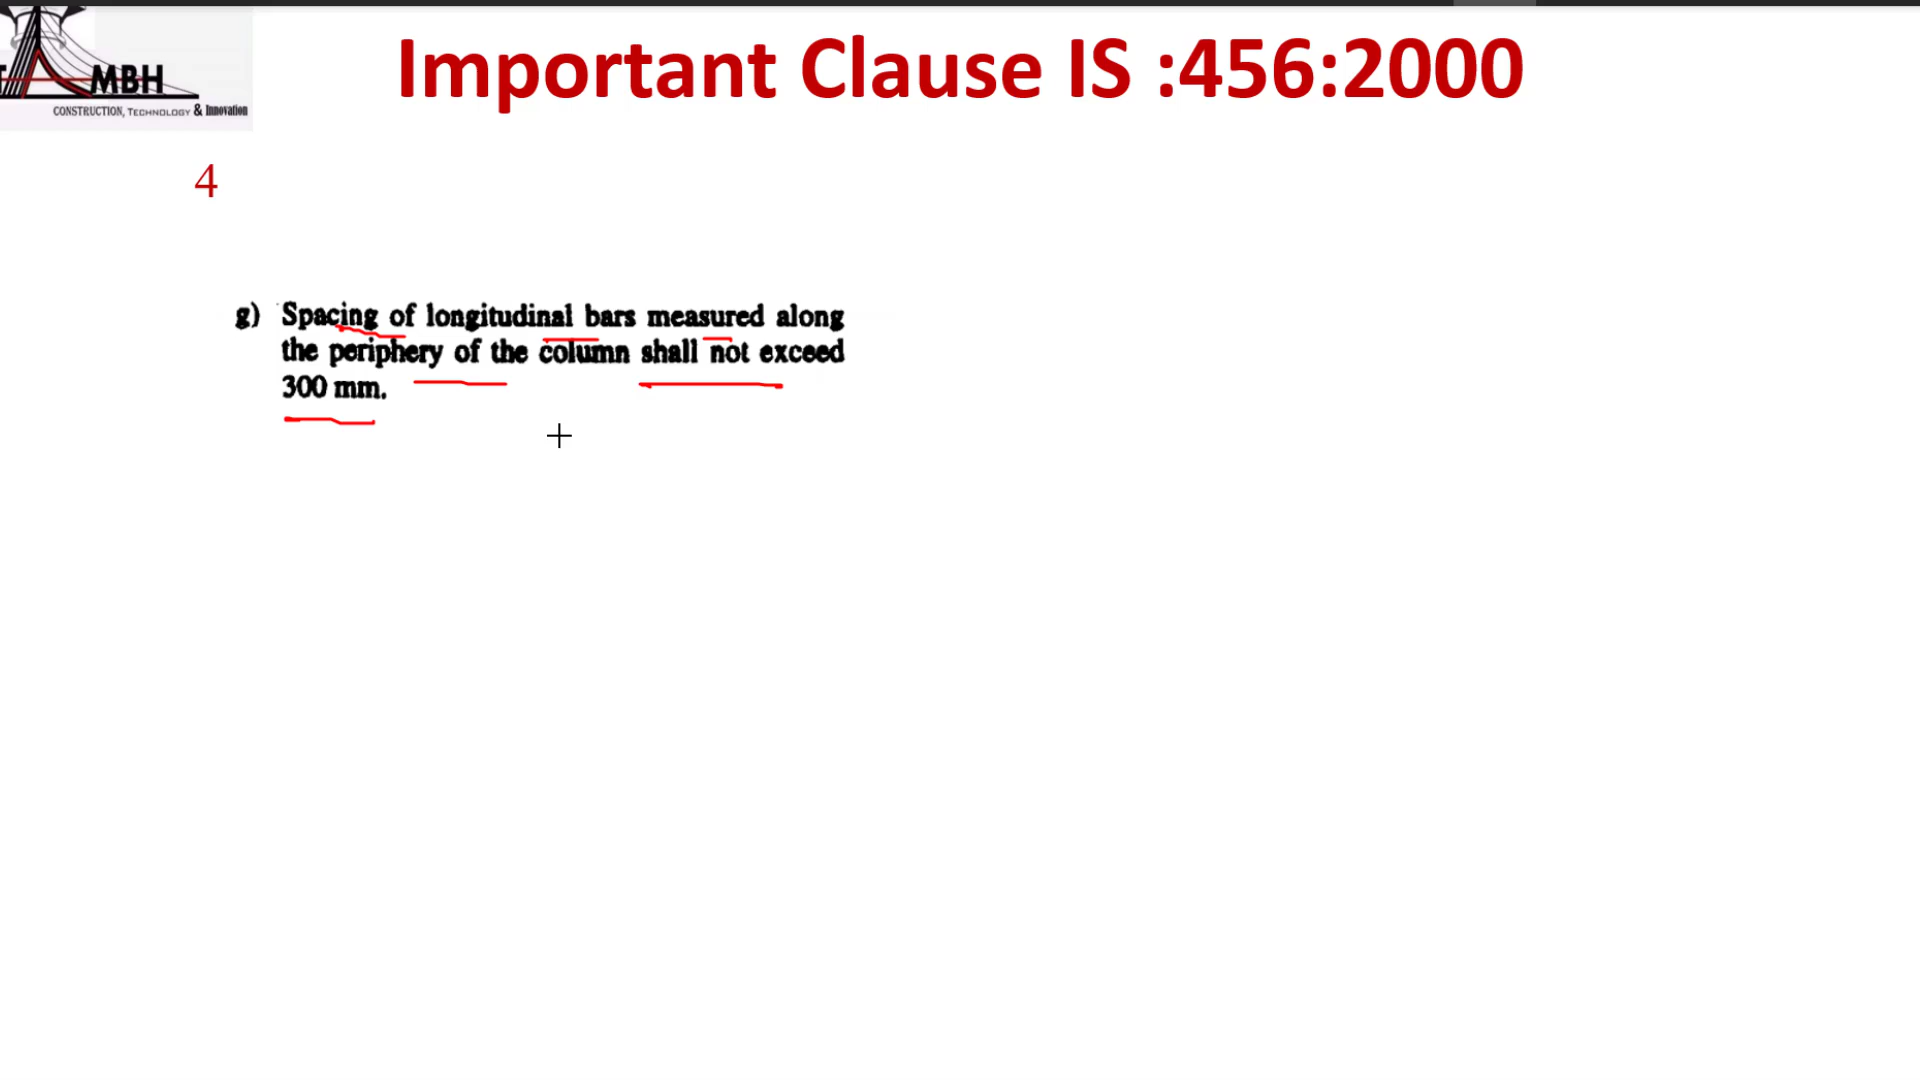 MBH
CONSTRUCTION, TECHNOLOGY & Innovation
Important Clause IS :456:2000
4
g) Spacing of longitudinal bars measured along
the periphery of the column shall not exceed
300 mm.